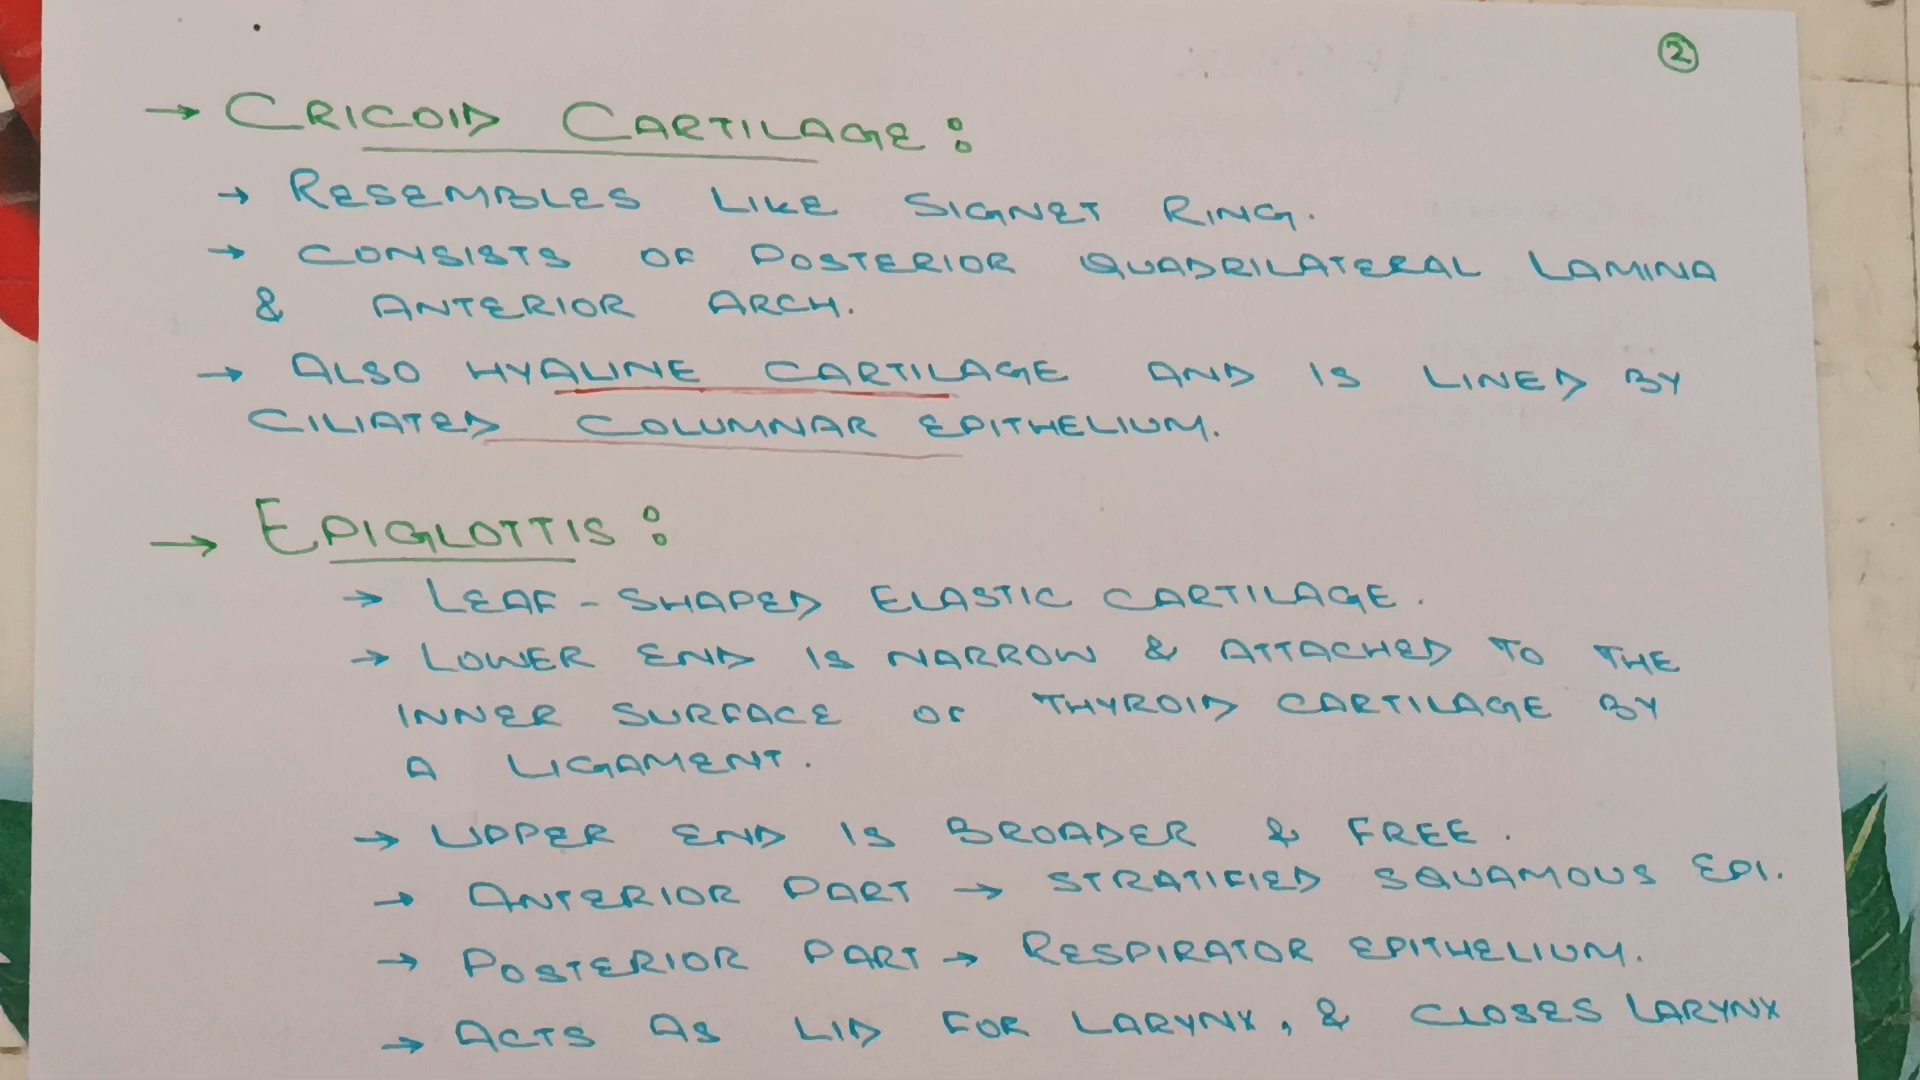 2
→ CRICOID CARTILAGE:
→ RESEMBLES LIKE SIGNET RING.
→ CONSISTS OF POSTERIOR QUADRILATERAL LAMINA
& ANTERIOR ARCH.
→ ALSO HYALINE CARTILAGE AND IS LINED BY
CILIATED COLUMNAR EPITHELIUM.
→ EPIGLOTTIS:
→ LEAF-SHAPED ELASTIC CARTILAGE.
→ LOWER END IS NARROW & ATTACHED TO THE
INNER SURFACE OF THYROID CARTILAGE BY
A LIGAMENT.
→ UPPER END IS BROADER & FREE.
→ ANTERIOR PART → STRATIFIED SQUAMOUS EPI.
→ POSTERIOR PART → RESPIRATOR EPITHELIUM.
→ ACTS AS LID FOR LARYNX, & CLOSES LARYNX